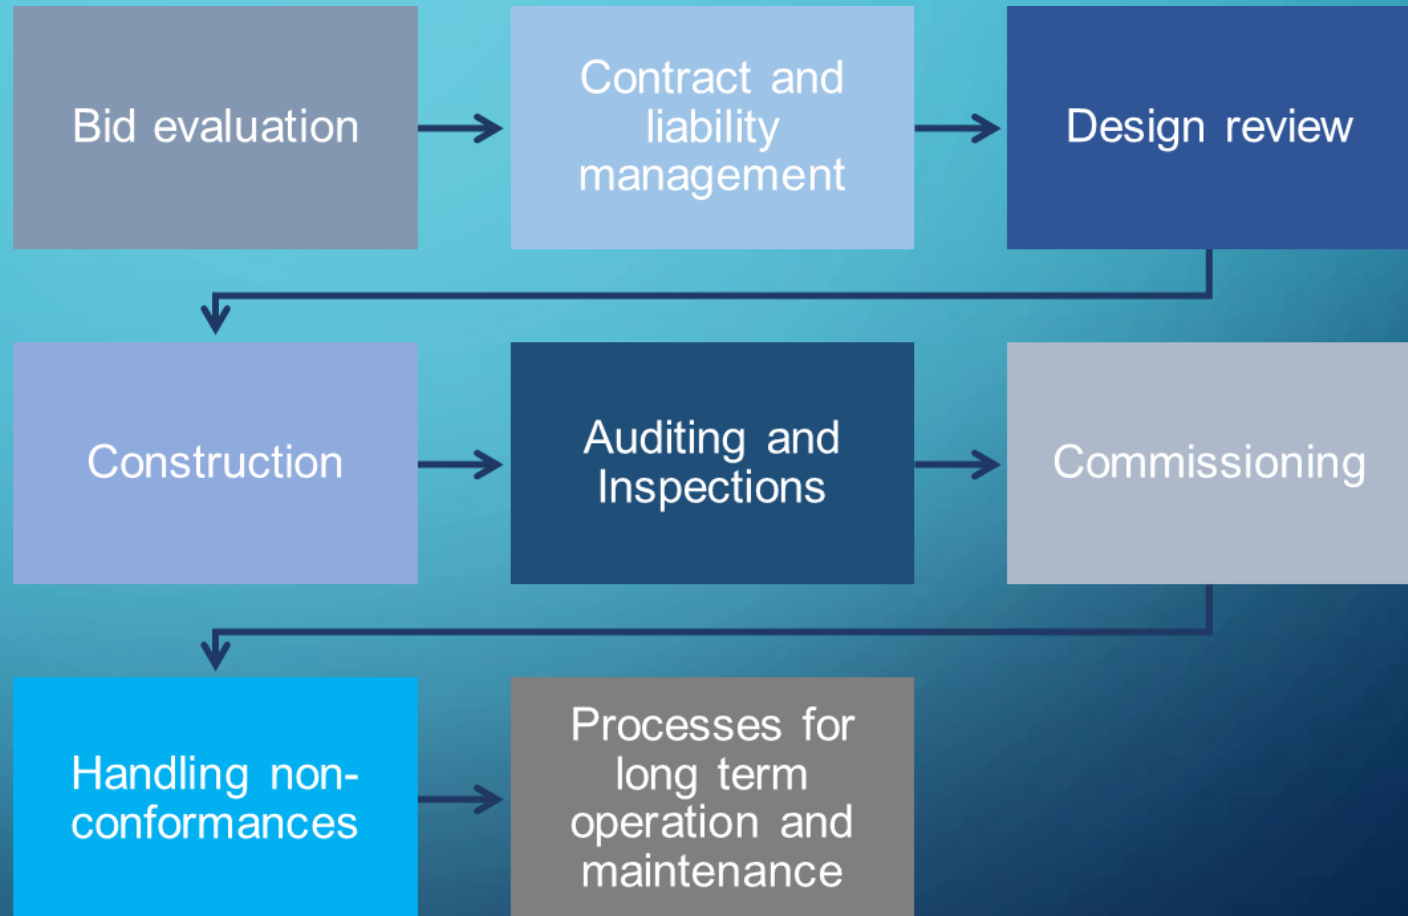 Bid evaluation
Contract and
liability
management
Design review
Construction
Auditing and
Inspections
Commissioning
Handling non-
conformances
Processes for
long term
operation and
maintenance